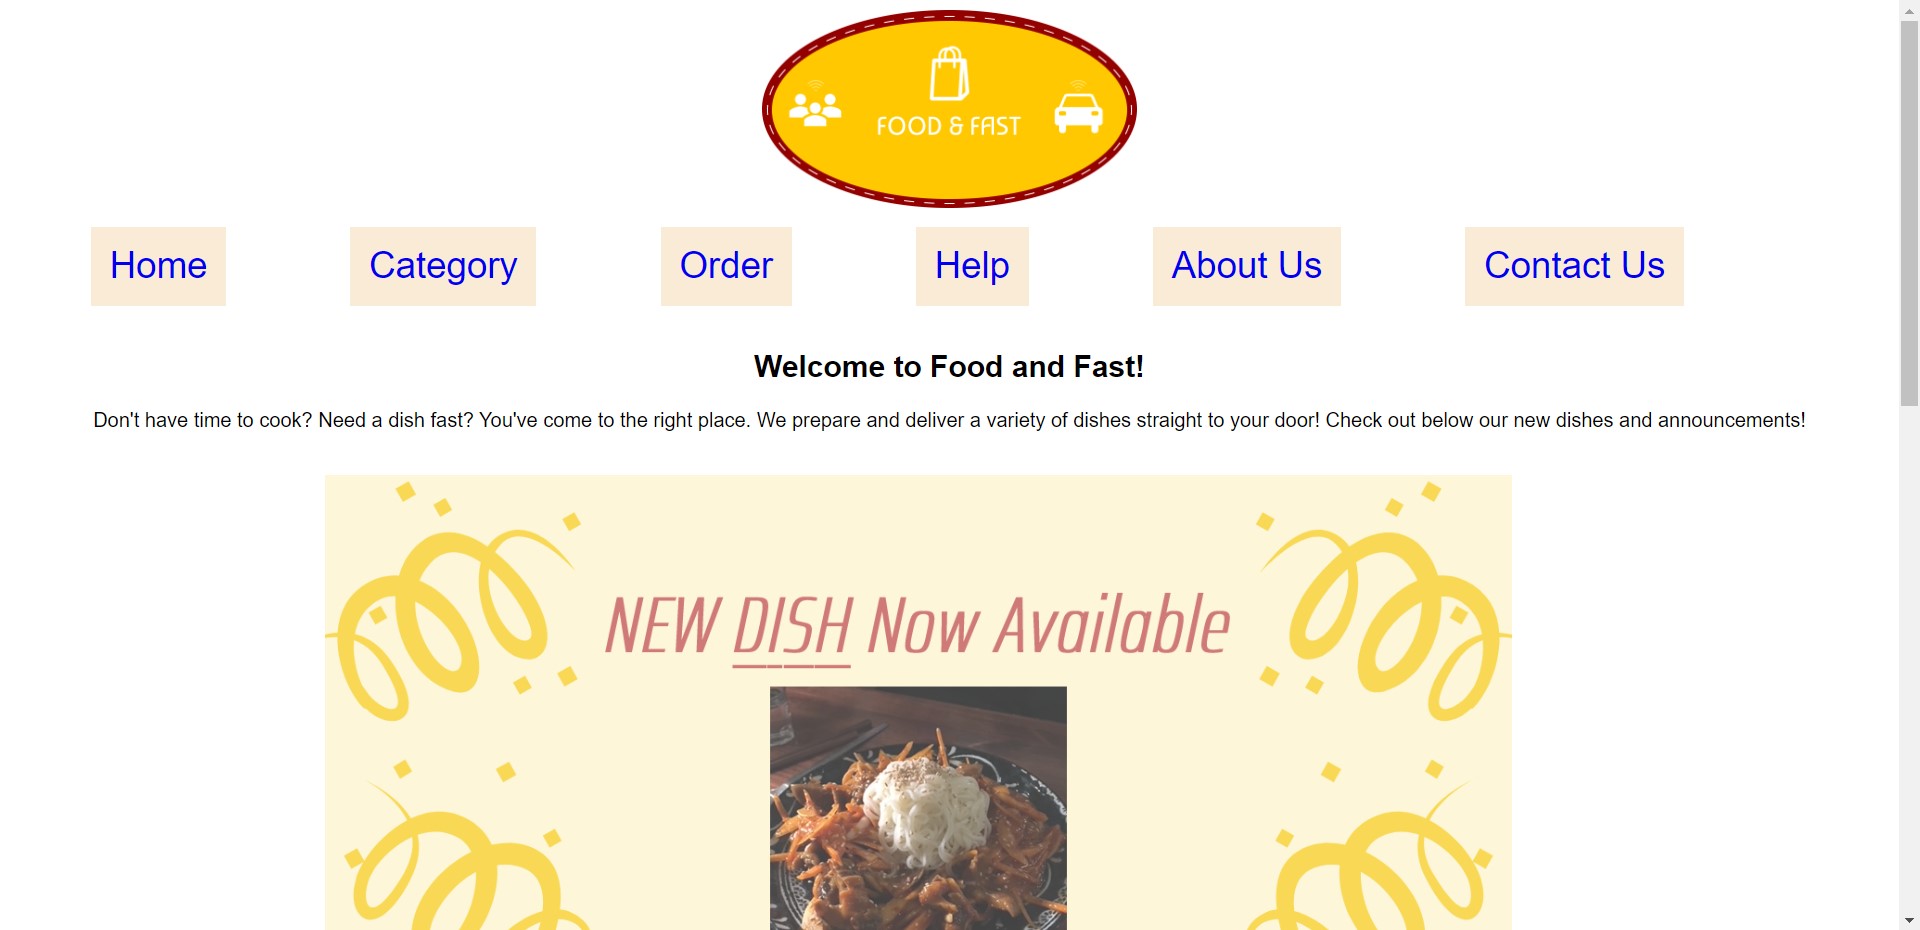 FOOD & FAST
Home Category Order Help About Us Contact Us
Welcome to Food and Fast!
Don't have time to cook? Need a dish fast? You've come to the right place. We prepare and deliver a variety of dishes straight to your door! Check out below our new dishes and announcements!
NEW DISH Now Available